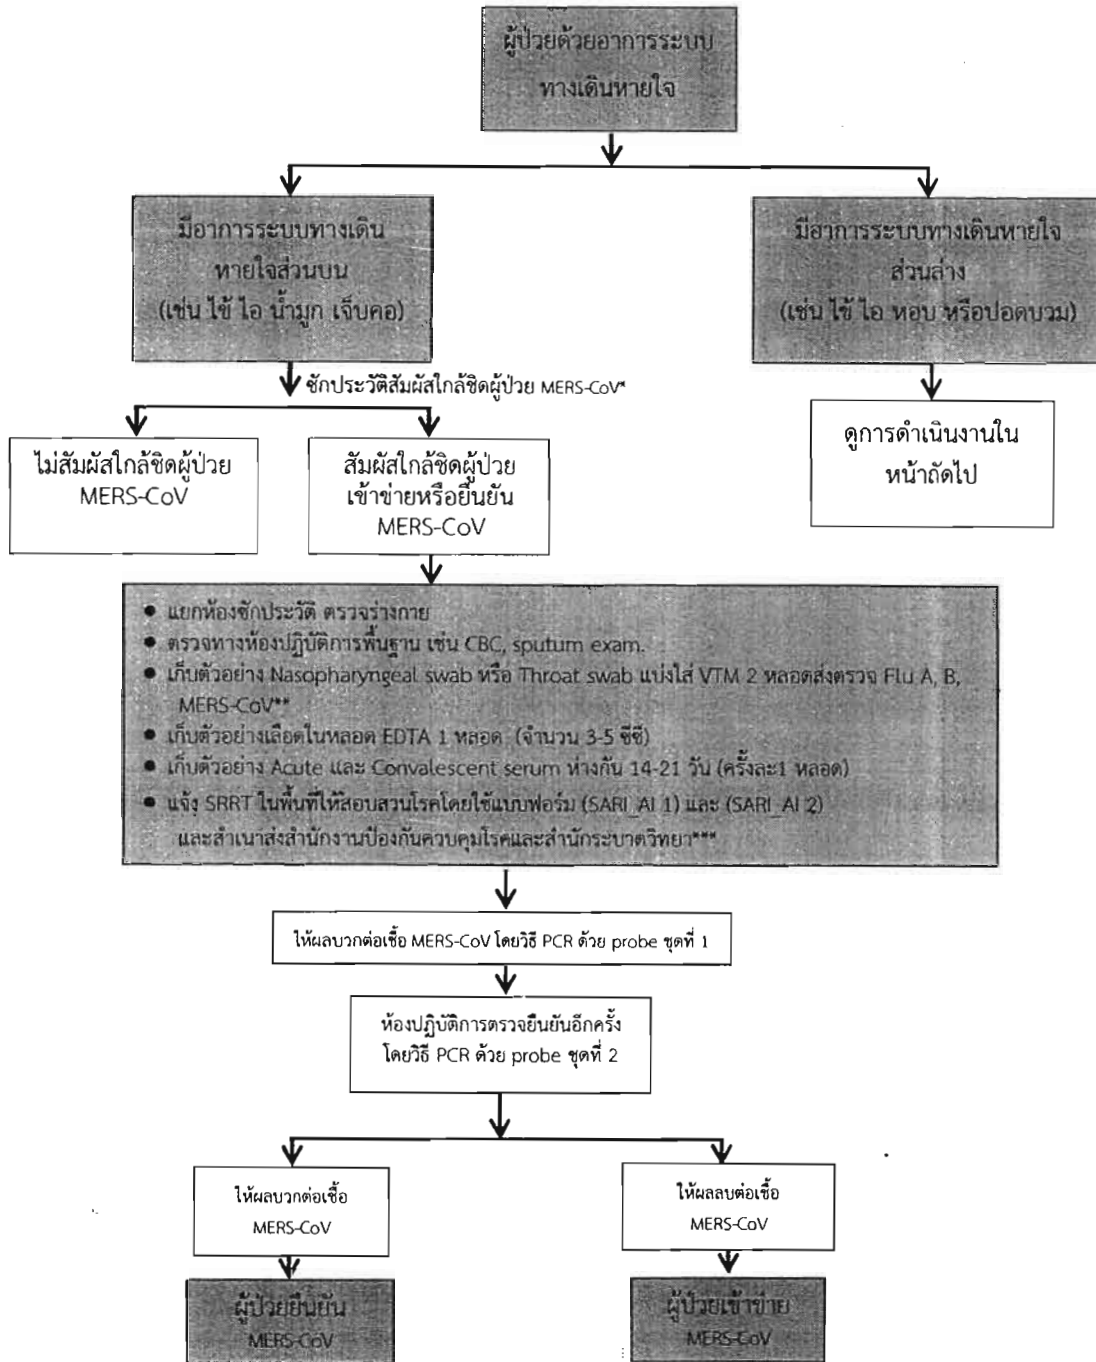 ผู้ป่วยด้วยอาการระบบ
ทางเดินหายใจ
มีอาการระบบทางเดิน
หายใจส่วนบน
(เช่น ไข้ ไอ น้ำมูก เจ็บคอ)
มีอาการระบบทางเดินหายใจ
ส่วนล่าง
(เช่น ไข้ ไอ หอบ หรือปอดบวม)
ซักประวัติสัมผัสใกล้ชิดผู้ป่วย MERS-CoV*
ไม่สัมผัสใกล้ชิดผู้ป่วย
MERS-CoV
สัมผัสใกล้ชิดผู้ป่วย
เข้าข่ายหรือยืนยัน
MERS-CoV
ดูการดำเนินงานใน
หน้าถัดไป
● แยกห้องซักประวัติ ตรวจร่างกาย
● ตรวจทางห้องปฏิบัติการพื้นฐาน เช่น CBC, sputum exam.
● เก็บตัวอย่าง Nasopharyngeal swab หรือ Throat swab แบ่งใส่ VTM 2 หลอดส่งตรวจ Flu A, B,
MERS-CoV**
● เก็บตัวอย่างเลือดในหลอด EDTA 1 หลอด (จำนวน 3-5 ซีซี)
● เก็บตัวอย่าง Acute และ Convalescent serum ห่างกัน 14-21 วัน (ครั้งละ1 หลอด)
● แจ้ง SRRT ในพื้นที่ให้สอบสวนโรคโดยใช้แบบฟอร์ม (SARI_AI 1) และ (SARI_AI 2)
และสำเนาส่งสำนักงานป้องกันควบคุมโรคและสำนักระบาดวิทยา***
ให้ผลบวกต่อเชื้อ MERS-CoV โดยวิธี PCR ด้วย probe ชุดที่ 1
ห้องปฏิบัติการตรวจยืนยันอีกครั้ง
โดยวิธี PCR ด้วย probe ชุดที่ 2
ให้ผลบวกต่อเชื้อ
MERS-CoV
ให้ผลลบต่อเชื้อ
MERS-CoV
ผู้ป่วยยืนยัน
MERS-CoV
ผู้ป่วยเข้าข่าย
MERS-CoV